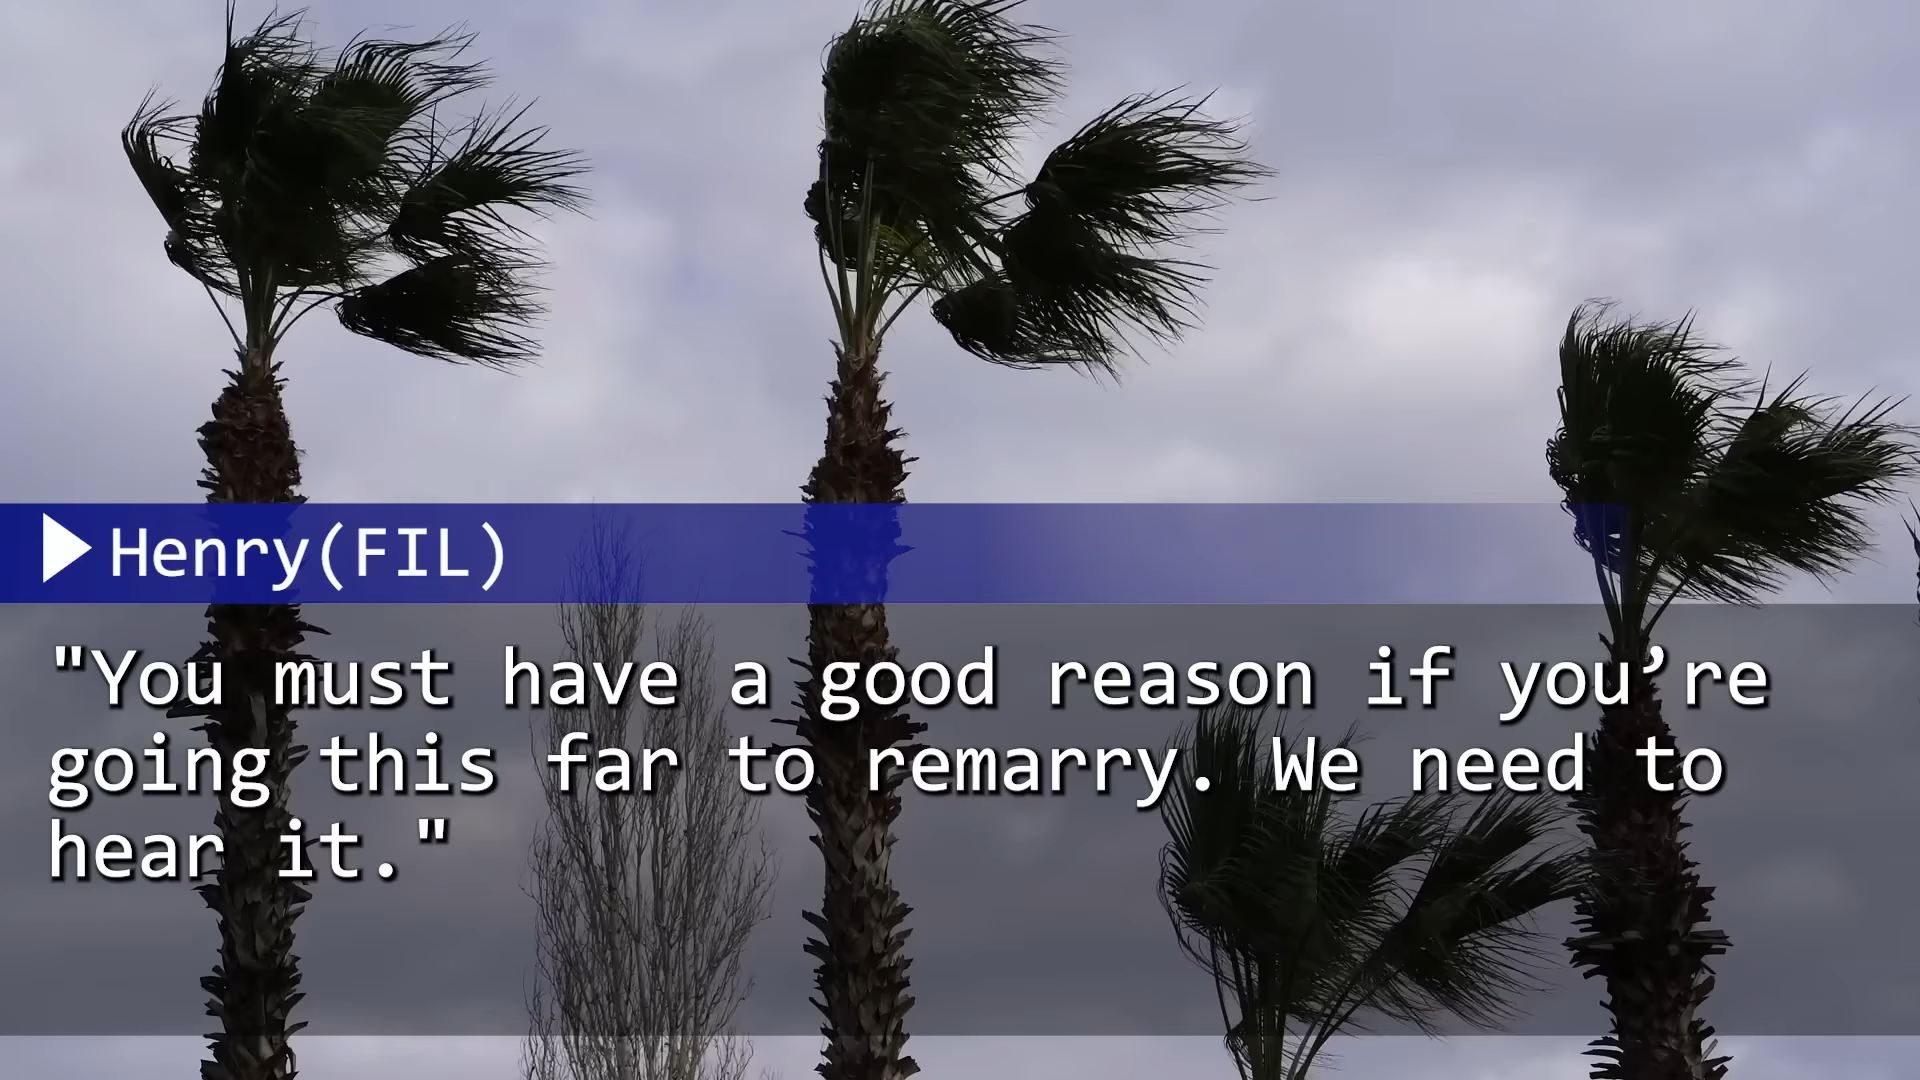 Henry(FIL)
"You must have a good reason if you’re
going this far to remarry. We need to
hear it."